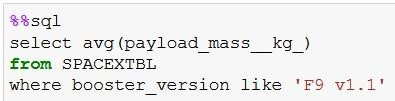 %%sql
select avg(payload_mass__kg_)
from SPACEXTBL
where booster_version like 'F9 v1.1'